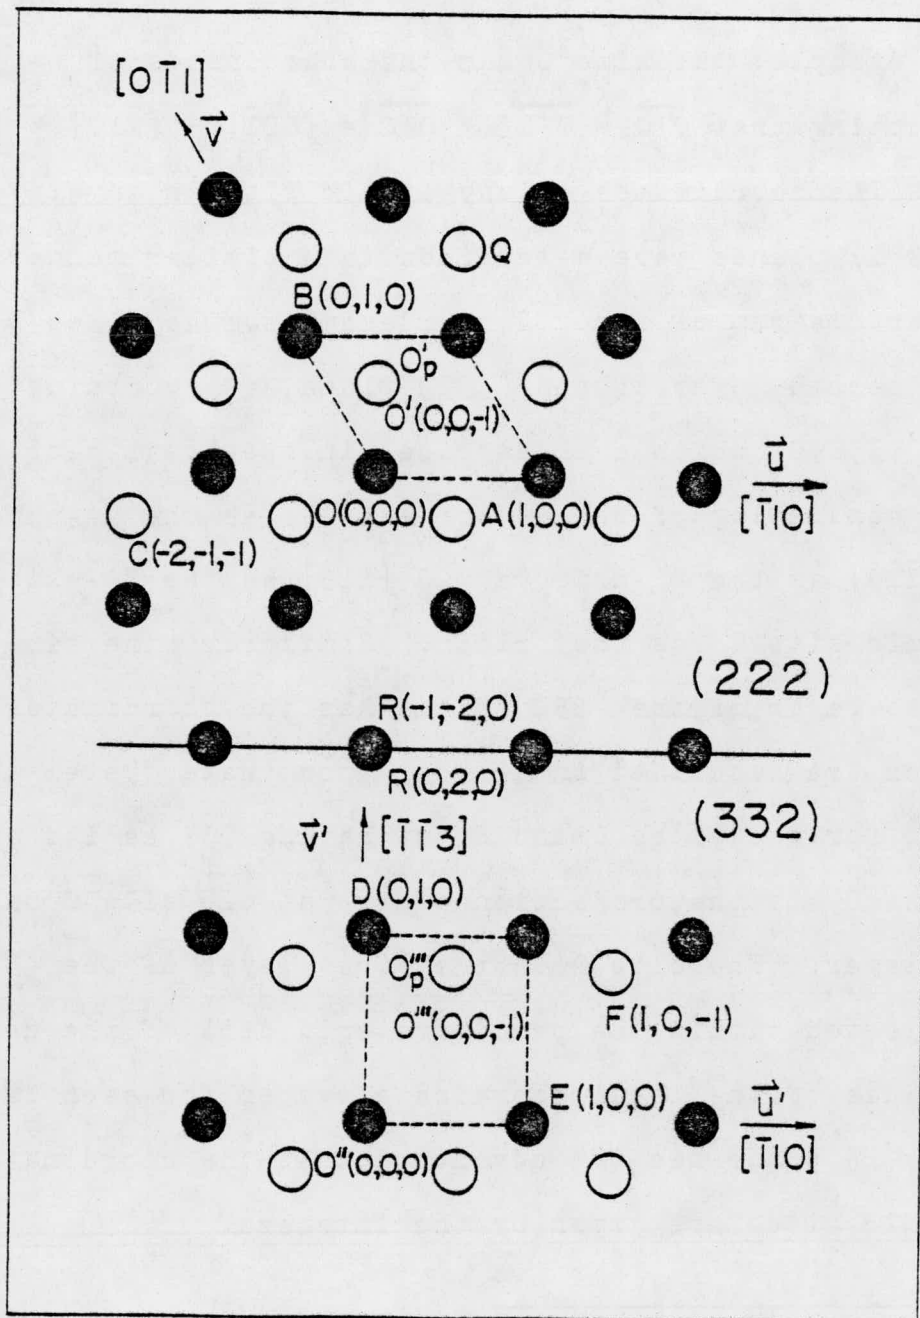 [0 1̄ 1]
v⃗
Q
B(0,1,0)
O'p
O'(0,0,-1)
u⃗
O(0,0,0)
A(1,0,0)
[1̄10]
C(-2,-1,-1)
(222)
R(-1,-2,0)
R(0,2,0)
(332)
v⃗' [1̄1̄3]
D(0,1,0)
O'''p
O'''(0,0,-1)
F(1,0,-1)
E(1,0,0)
u⃗'
O''(0,0,0)
[1̄10]